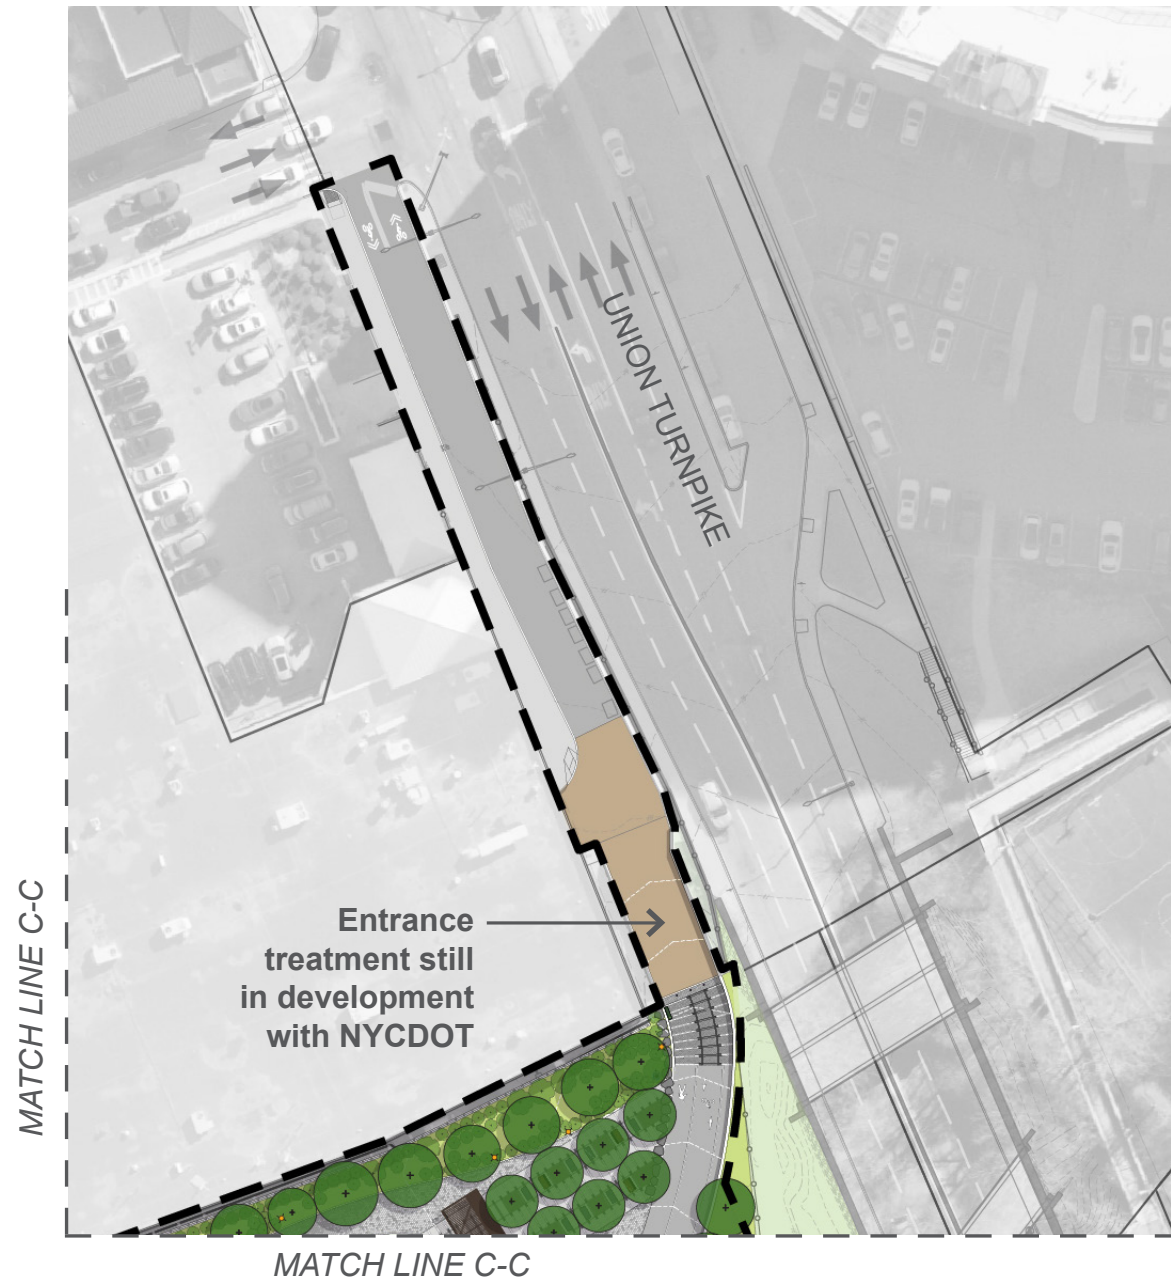 UNION TURNPIKE
Entrance
treatment still
in development
with NYCDOT
MATCH LINE C-C
MATCH LINE C-C